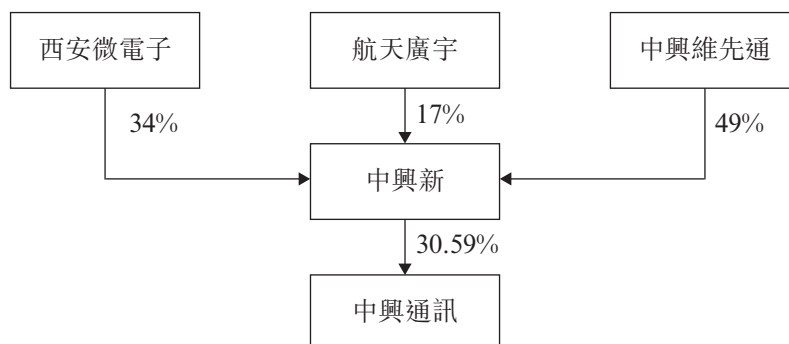 西安微電子
航天廣宇
中興維先通
34%
17%
49%
中興新
30.59%
中興通訊